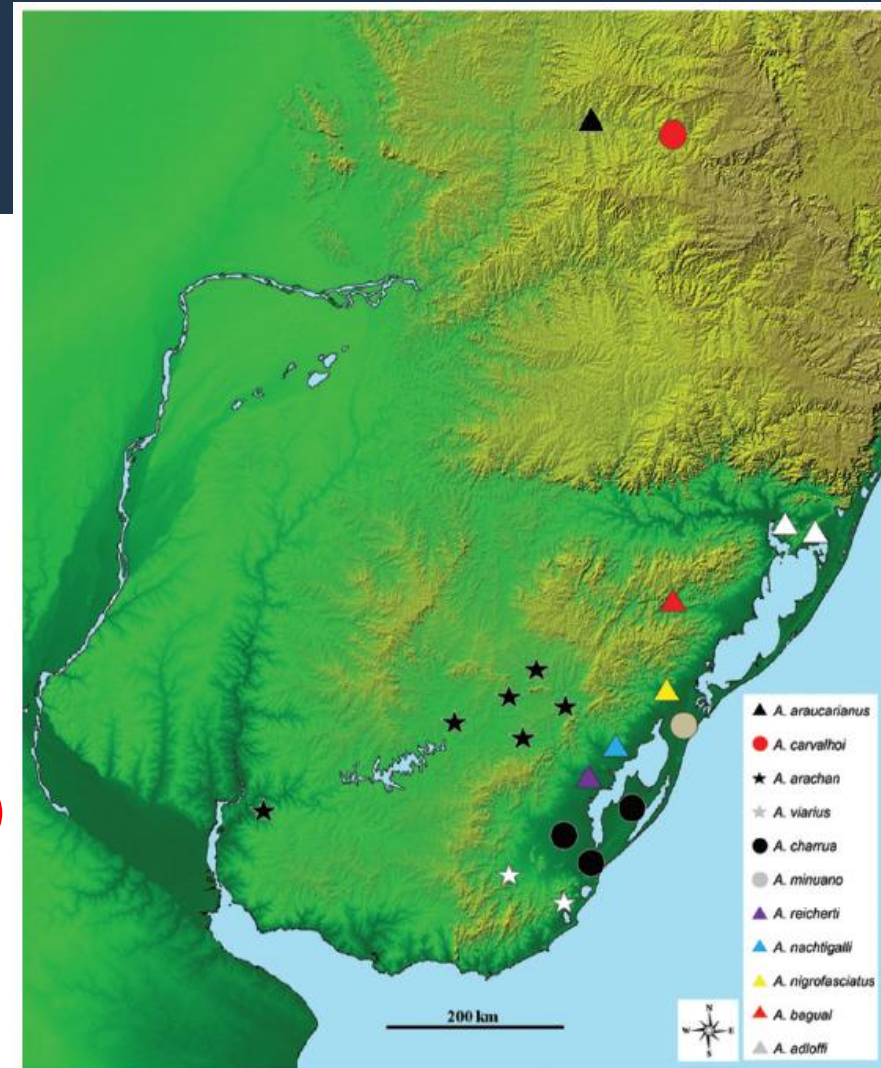 A. araucarianus
A. carvalhoi
A. arachan
A. viarius
A. charrua
A. minuano
A. reicherti
A. nachtigalli
A. nigrofasciatus
A. bagual
A. adloffi
200 km
N
W E
S